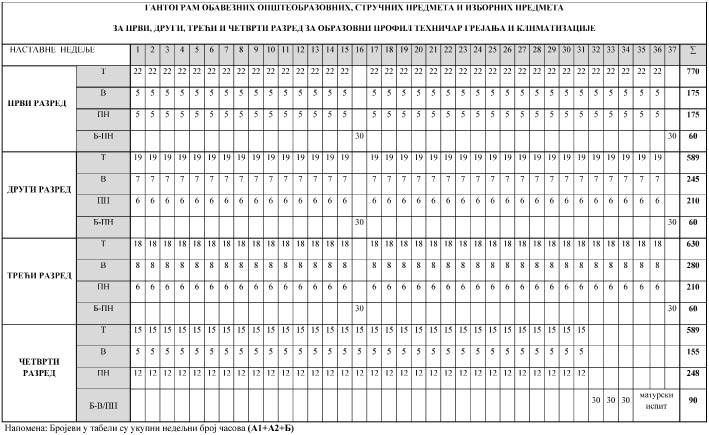 ГАНТОГРАМ ОБАВЕЗНИХ ОПШТЕОБРАЗОВНИХ, СТРУЧНИХ ПРЕДМЕТА И ИЗБОРНИХ ПРЕДМЕТА
ЗА ПРВИ, ДРУГИ, ТРЕЋИ И ЧЕТВРТИ РАЗРЕД ЗА ОБРАЗОВНИ ПРОФИЛ ТЕХНИЧАР ГРЕЈАЊА И КЛИМАТИЗАЦИЈЕ
НАСТАВНЕ НЕДЕЉЕ 1 2 3 4 5 6 7 8 9 10 11 12 13 14 15 16 17 18 19 20 21 22 23 24 25 26 27 28 29 30 31 32 33 34 35 36 37 Σ
ПРВИ РАЗРЕД
Т 22 22 22 22 22 22 22 22 22 22 22 22 22 22 22 22 22 22 22 22 22 22 22 22 22 22 22 22 22 22 22 22 22 22 22 770
В 5 5 5 5 5 5 5 5 5 5 5 5 5 5 5 5 5 5 5 5 5 5 5 5 5 5 5 5 5 5 5 5 5 5 5 175
ПН 5 5 5 5 5 5 5 5 5 5 5 5 5 5 5 5 5 5 5 5 5 5 5 5 5 5 5 5 5 5 5 5 5 5 5 175
Б-ПН 30 30 60
ДРУГИ РАЗРЕД
Т 19 19 19 19 19 19 19 19 19 19 19 19 19 19 19 19 19 19 19 19 19 19 19 19 19 19 19 19 19 19 19 19 19 19 19 589
В 7 7 7 7 7 7 7 7 7 7 7 7 7 7 7 7 7 7 7 7 7 7 7 7 7 7 7 7 7 7 7 7 7 7 7 245
ПН 6 6 6 6 6 6 6 6 6 6 6 6 6 6 6 6 6 6 6 6 6 6 6 6 6 6 6 6 6 6 6 6 6 6 6 210
Б-ПН 30 30 60
ТРЕЋИ РАЗРЕД
Т 18 18 18 18 18 18 18 18 18 18 18 18 18 18 18 18 18 18 18 18 18 18 18 18 18 18 18 18 18 18 18 18 18 18 18 630
В 8 8 8 8 8 8 8 8 8 8 8 8 8 8 8 8 8 8 8 8 8 8 8 8 8 8 8 8 8 8 8 8 8 8 8 280
ПН 6 6 6 6 6 6 6 6 6 6 6 6 6 6 6 6 6 6 6 6 6 6 6 6 6 6 6 6 6 6 6 6 6 6 6 210
Б-ПН 30 30 60
ЧЕТВРТИ
РАЗРЕД
Т 15 15 15 15 15 15 15 15 15 15 15 15 15 15 15 15 15 15 15 15 15 15 15 15 15 15 15 15 15 15 15 589
В 5 5 5 5 5 5 5 5 5 5 5 5 5 5 5 5 5 5 5 5 5 5 5 5 5 5 5 5 5 5 5 155
ПН 12 12 12 12 12 12 12 12 12 12 12 12 12 12 12 12 12 12 12 12 12 12 12 12 12 12 12 12 12 12 12 248
Б-В/ПН 30 30 30 матурски 90
испит
Напомена: Бројеви у табели су укупни недељни број часова (А1+А2+Б)